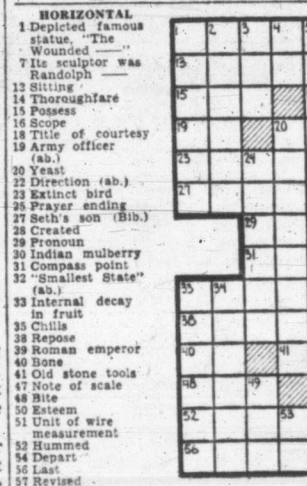 HORIZONTAL
1 Depicted famous
statue, "The
Wounded —"
7 Its sculptor was
Randolph —
13 Sitting
14 Thoroughfare
15 Possess
16 Scope
18 Title of courtesy
19 Army officer
(ab.)
20 Yeast
22 Direction (ab.)
23 Extinct bird
25 Prayer ending
27 Seth's son (Bib.)
28 Created
29 Pronoun
30 Indian mulberry
31 Compass point
32 "Smallest State"
(ab.)
33 Internal decay
in fruit
35 Chills
38 Repose
39 Roman emperor
40 Bone
41 Old stone tools
47 Note of scale
48 Bite
50 Esteem
51 Unit of wire
measurement
52 Hummed
54 Depart
56 Last
57 Revised
1 2 3 4
13
15
19 20
23 24
27
29
31
33 34
38
40 41
48 49
52 53
56